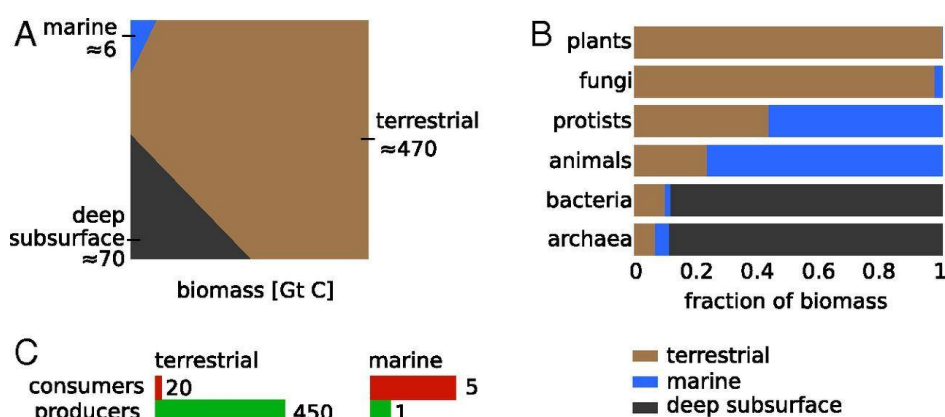 A
marine
≈6
terrestrial
≈470
deep
subsurface
≈70
biomass [Gt C]
B
plants
fungi
protists
animals
bacteria
archaea
0 0.2 0.4 0.6 0.8 1
fraction of biomass
terrestrial
marine
deep subsurface
C
terrestrial marine
consumers 20 5
producers 450 1